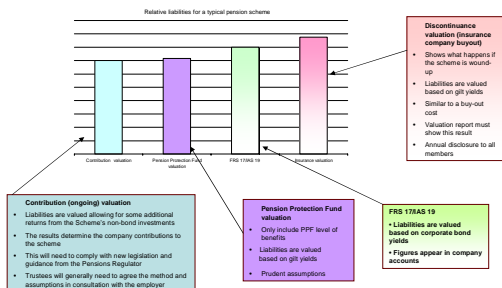 Relative liabilities for a typical pension scheme
Contribution valuation
Pension Protection Fund
valuation
FRS 17/IAS 19
Insurance valuation
Discontinuance
valuation (insurance
company buyout)
• Shows what happens if
the scheme is wound-
up
• Liabilities are valued
based on gilt yields
• Similar to a buy-out
cost
• Valuation report must
show this result
• Annual disclosure to all
members
Contribution (ongoing) valuation
• Liabilities are valued allowing for some additional
returns from the Scheme's non-bond investments
• The results determine the company contributions to
the scheme
• This will need to comply with new legislation and
guidance from the Pensions Regulator
• Trustees will generally need to agree the method and
assumptions in consultation with the employer
Pension Protection Fund
valuation
• Only include PPF level of
benefits
• Liabilities are valued
based on gilt yields
• Prudent assumptions
FRS 17/IAS 19
• Liabilities are valued
based on corporate bond
yields
• Figures appear in company
accounts